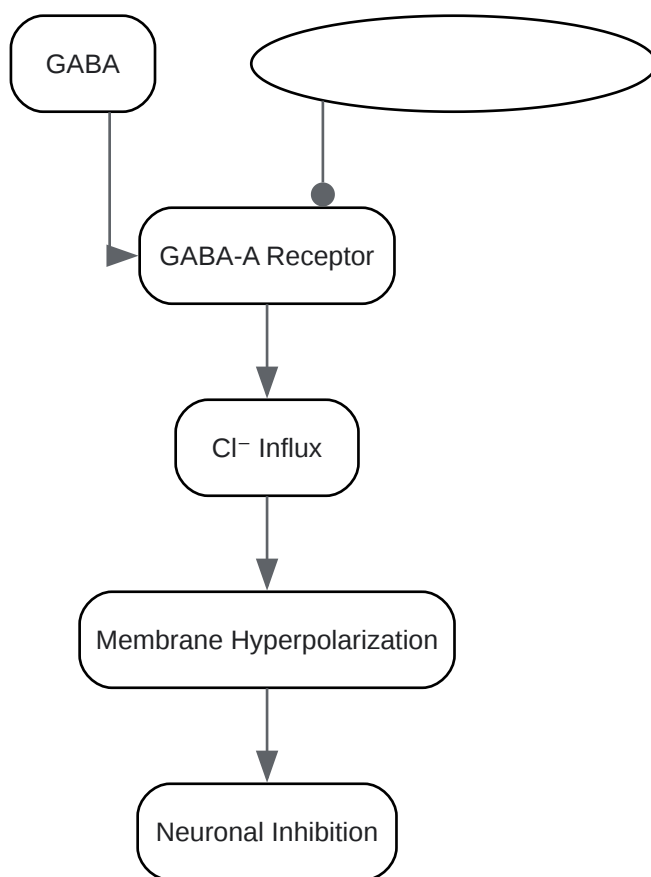 GABA
GABA-A Receptor
Cl⁻ Influx
Membrane Hyperpolarization
Neuronal Inhibition